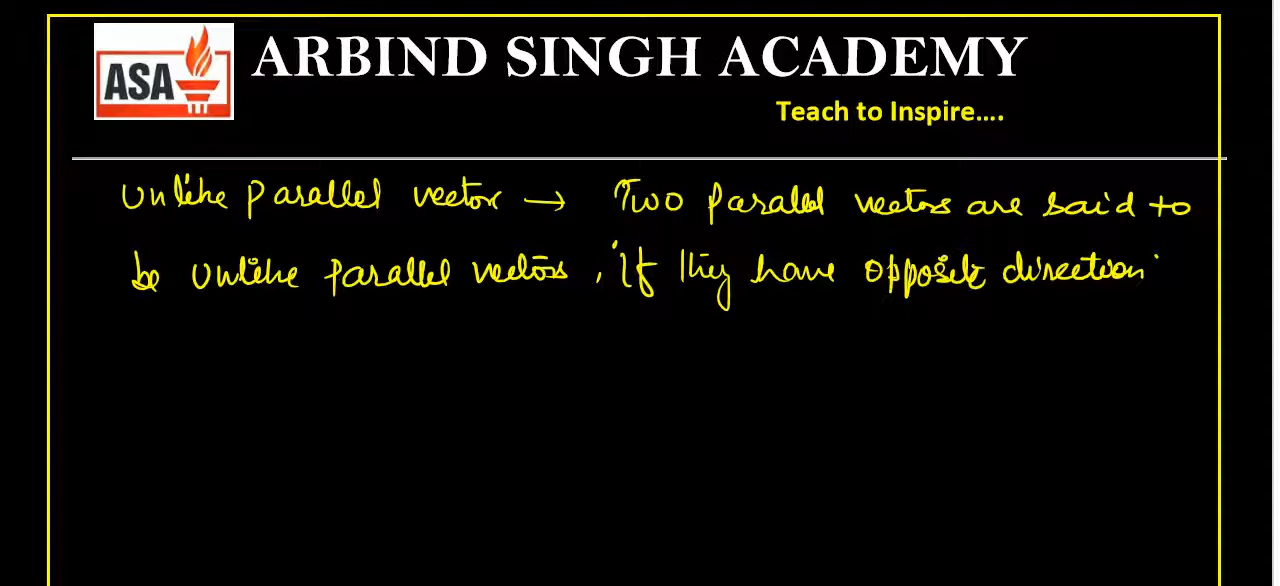 ASA
ARBIND SINGH ACADEMY
Teach to Inspire....
Unlike parallel vector → Two parallel vectors are said to
be unlike parallel vectors, if they have opposite direction.